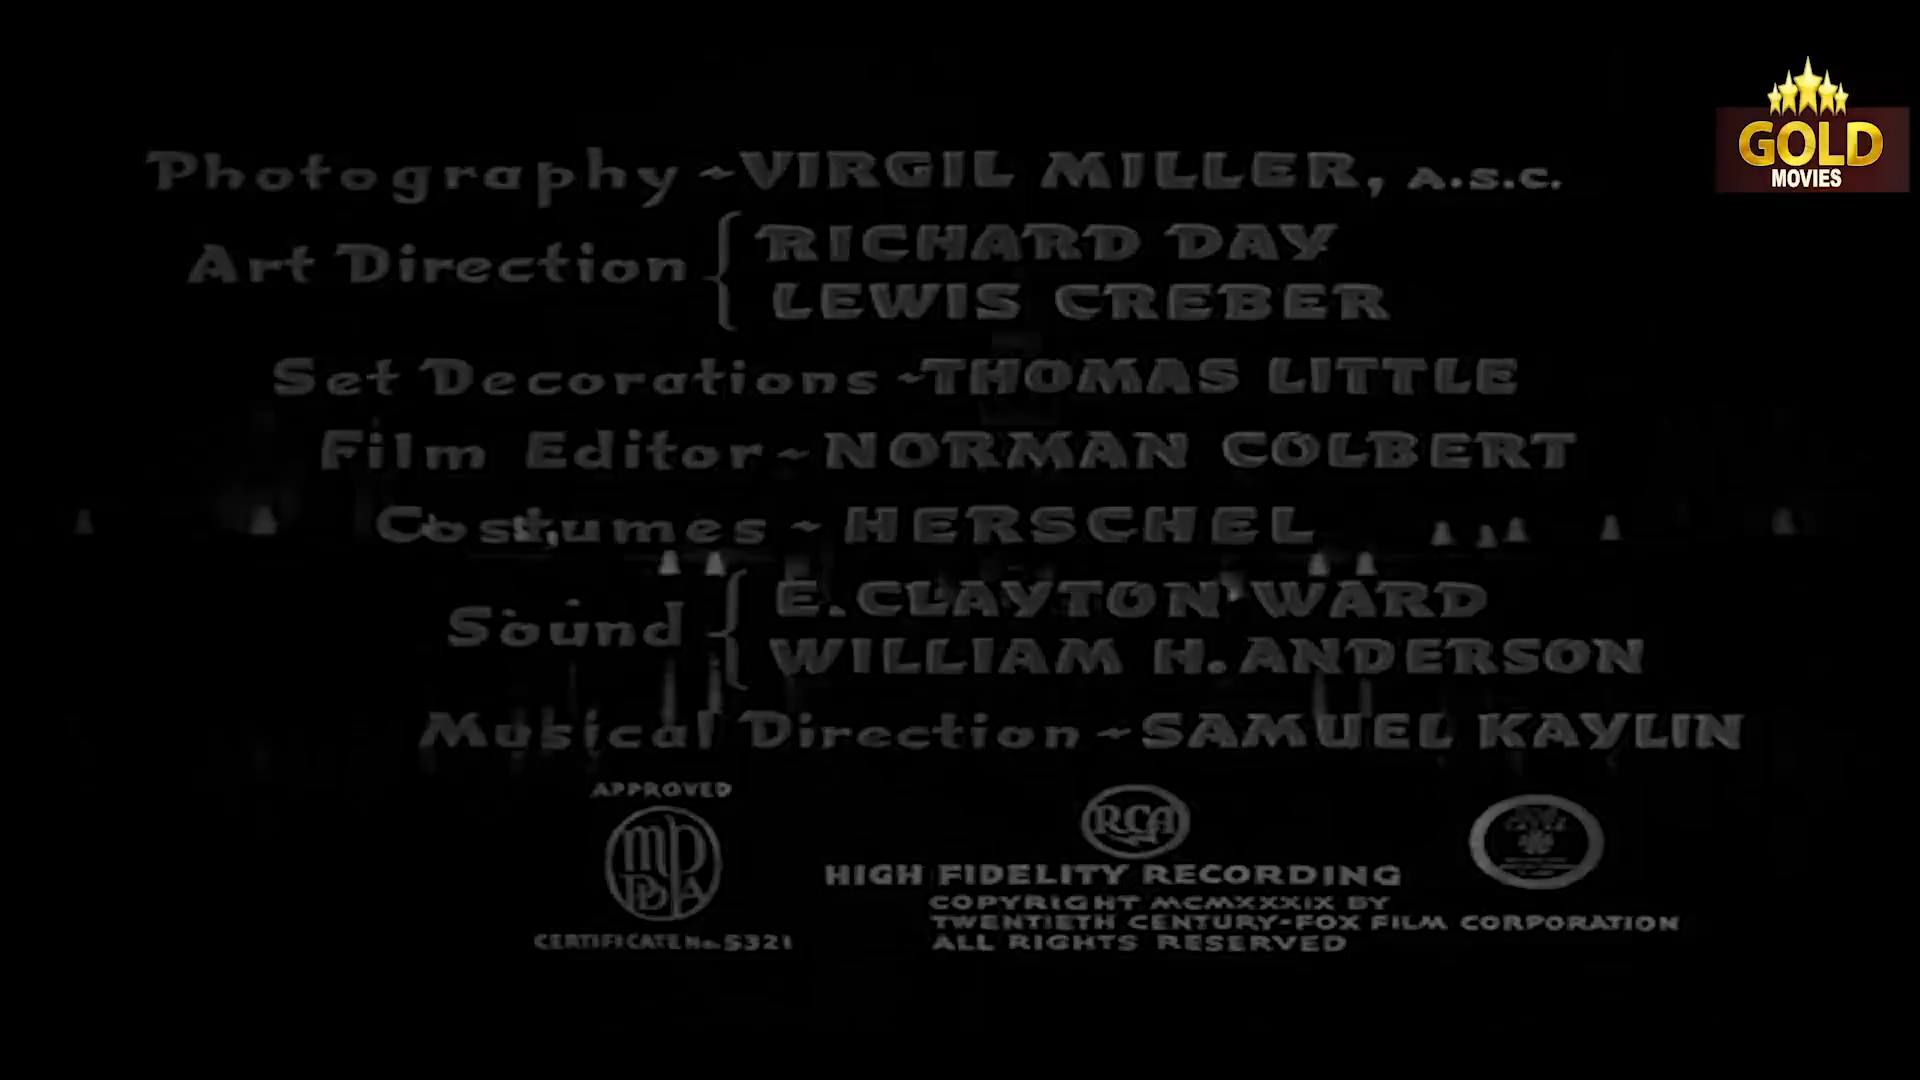 GOLD
MOVIES
Photography ~ VIRGIL MILLER, A.S.C.
Art Direction { RICHARD DAY
LEWIS CREBER
Set Decorations ~ THOMAS LITTLE
Film Editor ~ NORMAN COLBERT
Costumes ~ HERSCHEL
Sound { E. CLAYTON WARD
WILLIAM H. ANDERSON
Musical Direction ~ SAMUEL KAYLIN
APPROVED
MPPDA
CERTIFICATE No. 5321
RCA
HIGH FIDELITY RECORDING
COPYRIGHT MCMXXXIX BY
TWENTIETH CENTURY-FOX FILM CORPORATION
ALL RIGHTS RESERVED